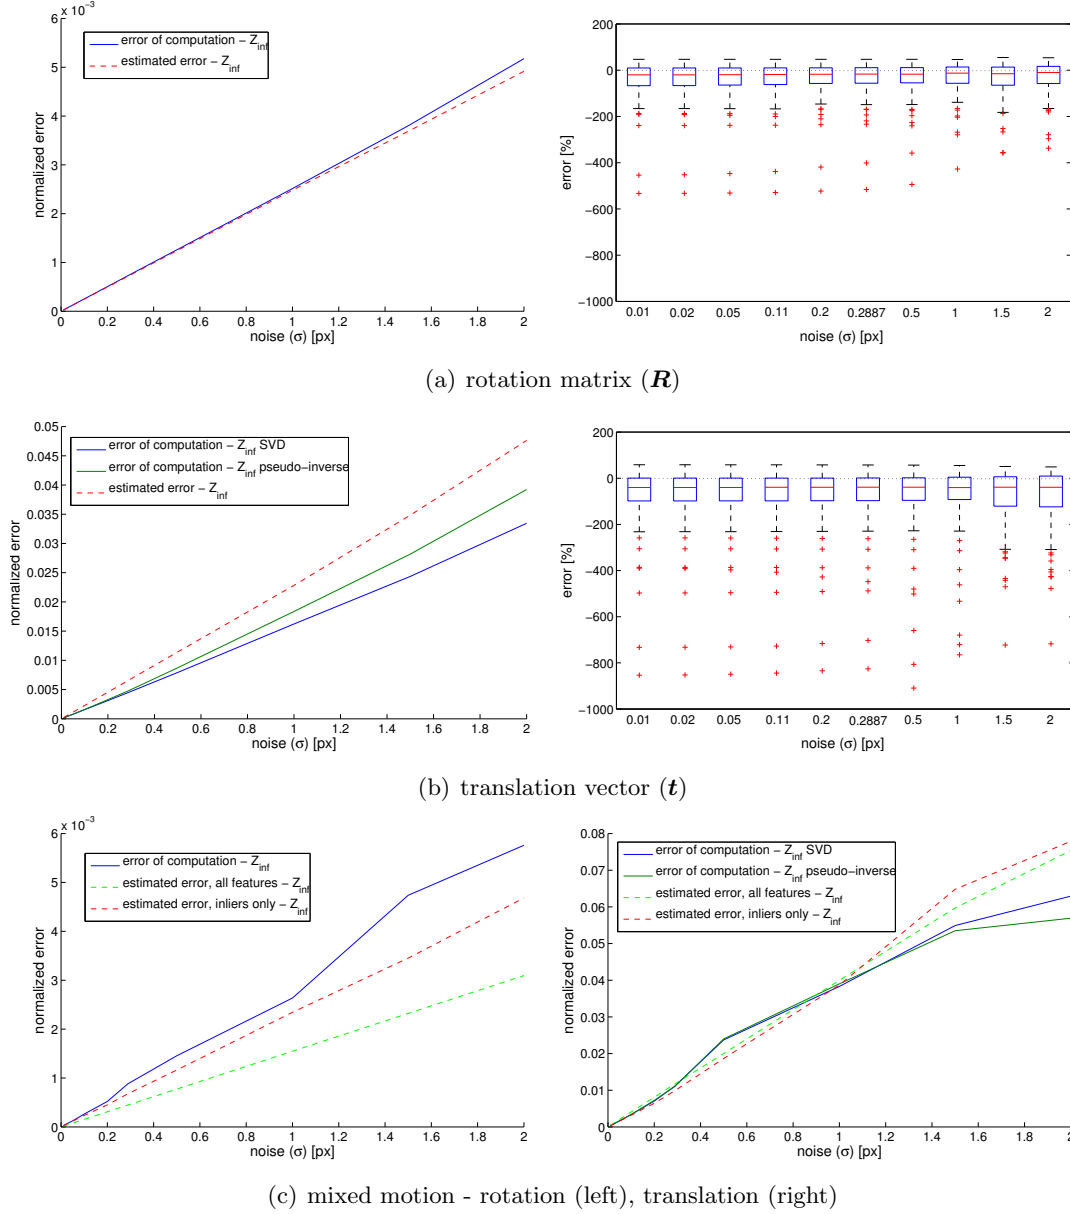 x 10⁻³
6
5
4
3
2
1
0
normalized error
error of computation − Z_inf
estimated error − Z_inf
0 0.2 0.4 0.6 0.8 1 1.2 1.4 1.6 1.8 2
noise (σ) [px]
200
0
−200
−400
−600
−800
−1000
error [%]
0.01 0.02 0.05 0.11 0.2 0.2887 0.5 1 1.5 2
noise (σ) [px]
(a) rotation matrix (R)
0.05
0.045
0.04
0.035
0.03
0.025
0.02
0.015
0.01
0.005
0
normalized error
error of computation − Z_inf SVD
error of computation − Z_inf pseudo−inverse
estimated error − Z_inf
0 0.2 0.4 0.6 0.8 1 1.2 1.4 1.6 1.8 2
noise (σ) [px]
200
0
−200
−400
−600
−800
−1000
error [%]
0.01 0.02 0.05 0.11 0.2 0.2887 0.5 1 1.5 2
noise (σ) [px]
(b) translation vector (t)
x 10⁻³
6
5
4
3
2
1
0
normalized error
error of computation − Z_inf
estimated error, all features − Z_inf
estimated error, inliers only − Z_inf
0 0.2 0.4 0.6 0.8 1 1.2 1.4 1.6 1.8 2
noise (σ) [px]
0.08
0.07
0.06
0.05
0.04
0.03
0.02
0.01
0
normalized error
error of computation − Z_inf SVD
error of computation − Z_inf pseudo−inverse
estimated error, all features − Z_inf
estimated error, inliers only − Z_inf
0 0.2 0.4 0.6 0.8 1 1.2 1.4 1.6 1.8 2
noise (σ) [px]
(c) mixed motion - rotation (left), translation (right)